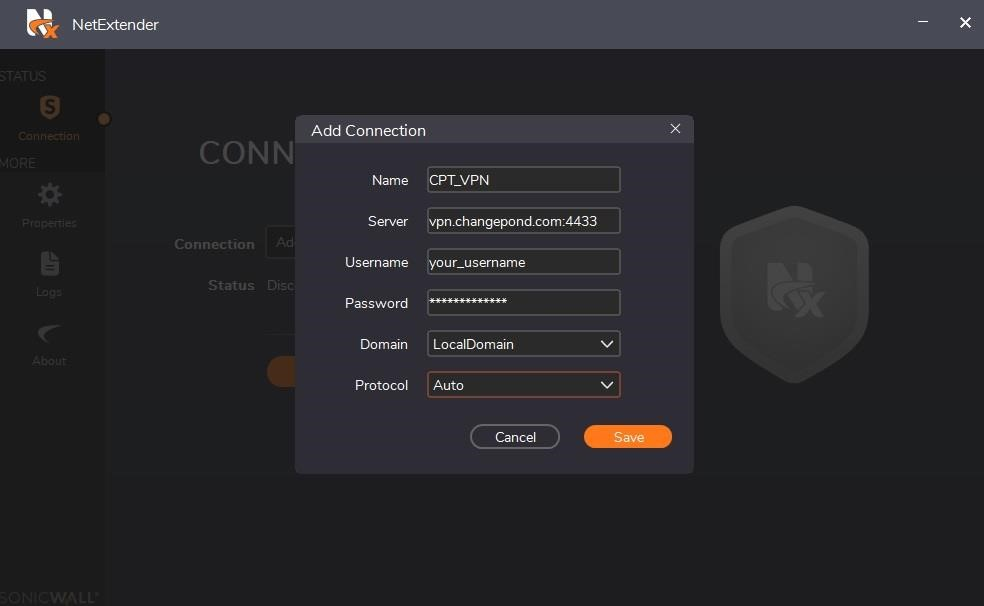 NetExtender
STATUS
Connection
MORE
Properties
Logs
About
SONICWALL
CONN
Connection Ad
Status Disc
Add Connection
Name CPT_VPN
Server vpn.changepond.com:4433
Username your_username
Password *************
Domain LocalDomain
Protocol Auto
Cancel Save